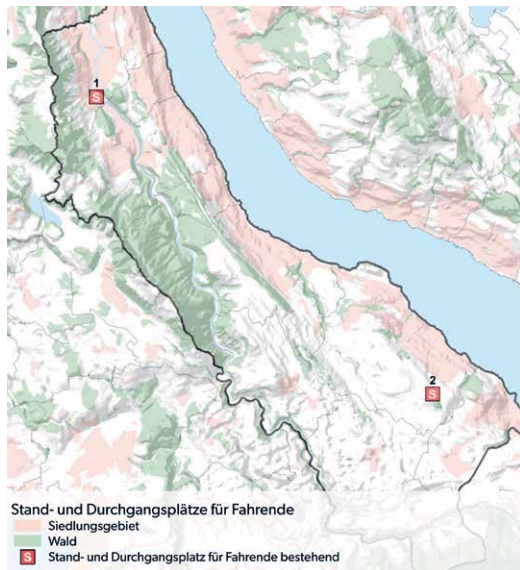 1
S
2
S
Stand- und Durchgangsplätze für Fahrende
Siedlungsgebiet
Wald
S Stand- und Durchgangsplatz für Fahrende bestehend